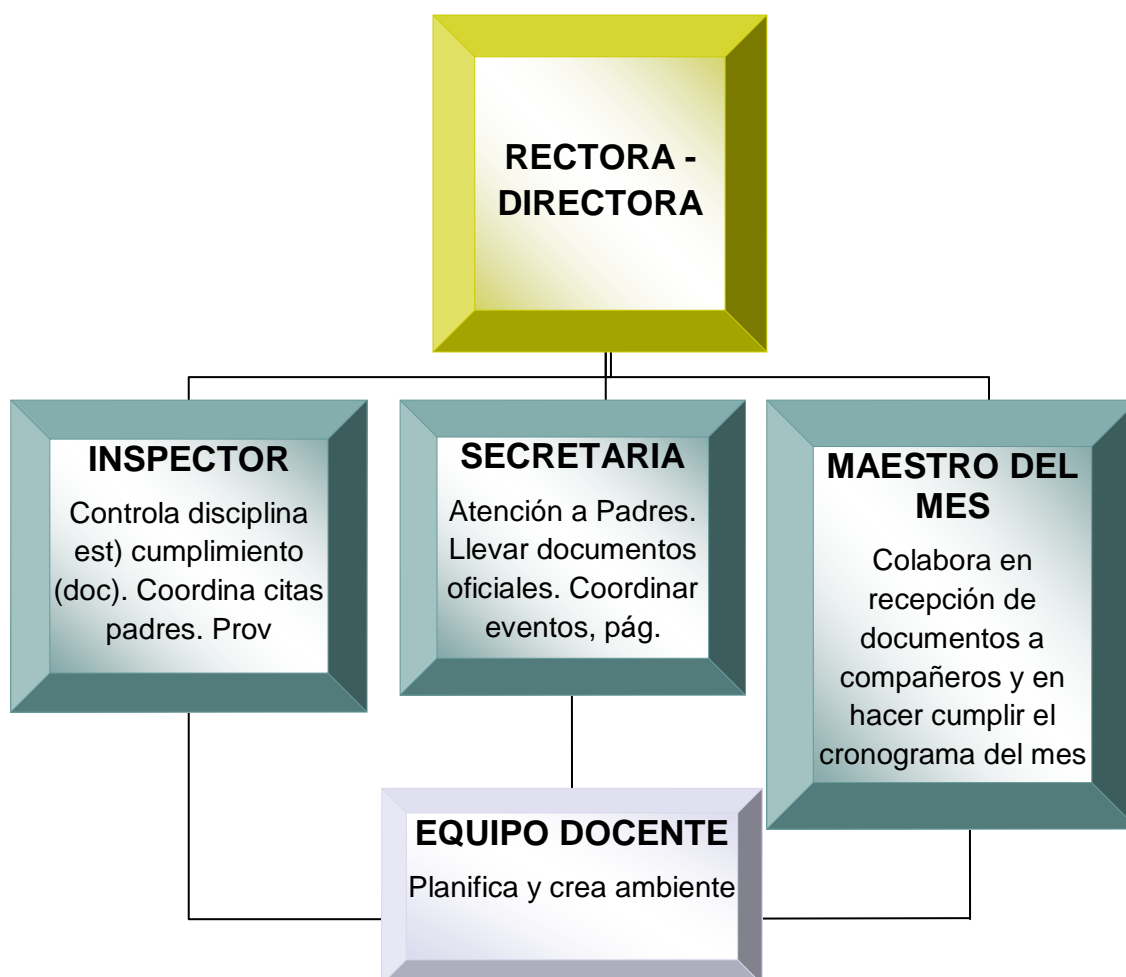 RECTORA -
DIRECTORA
INSPECTOR
Controla disciplina
est) cumplimiento
(doc). Coordina citas
padres. Prov
SECRETARIA
Atención a Padres.
Llevar documentos
oficiales. Coordinar
eventos, pág.
MAESTRO DEL
MES
Colabora en
recepción de
documentos a
compañeros y en
hacer cumplir el
cronograma del mes
EQUIPO DOCENTE
Planifica y crea ambiente